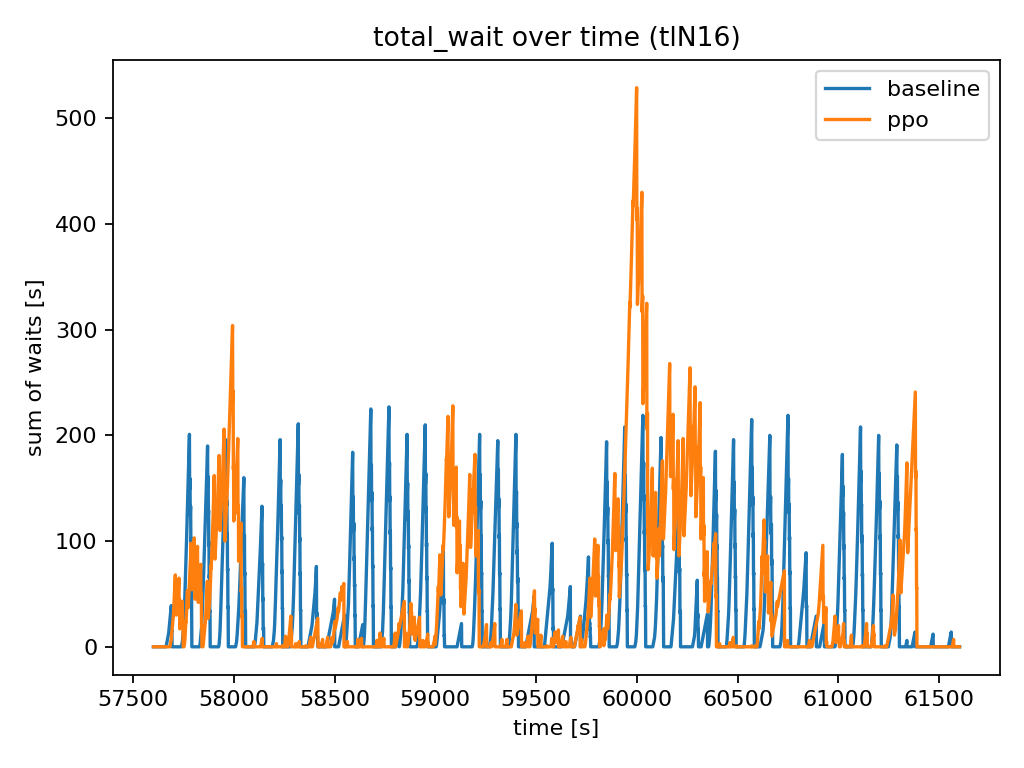 total_wait over time (tlN16)
baseline
ppo
sum of waits [s]
500
400
300
200
100
0
57500 58000 58500 59000 59500 60000 60500 61000 61500
time [s]